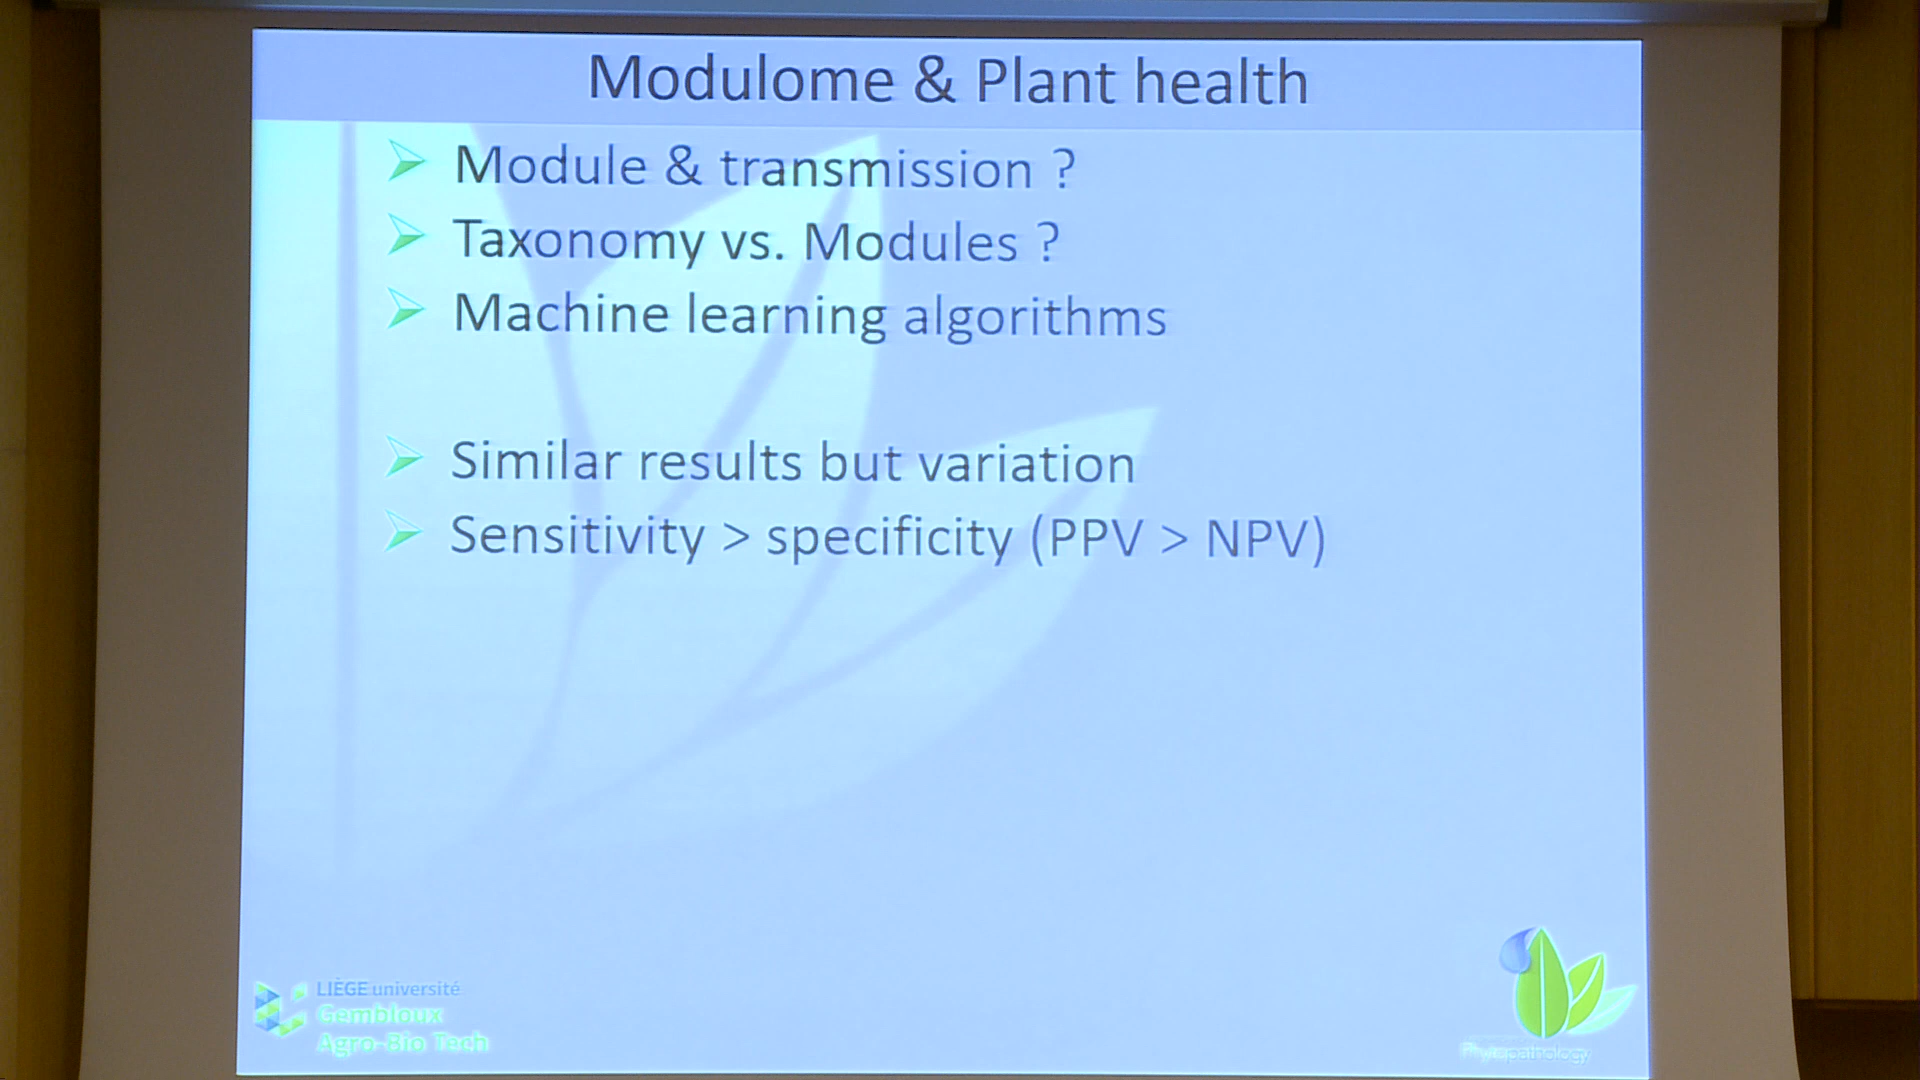 Modulome & Plant health
Module & transmission ?
Taxonomy vs. Modules ?
Machine learning algorithms
Similar results but variation
Sensitivity > specificity (PPV > NPV)
LIÈGE université
Gembloux
Agro-Bio Tech
Phytopathology